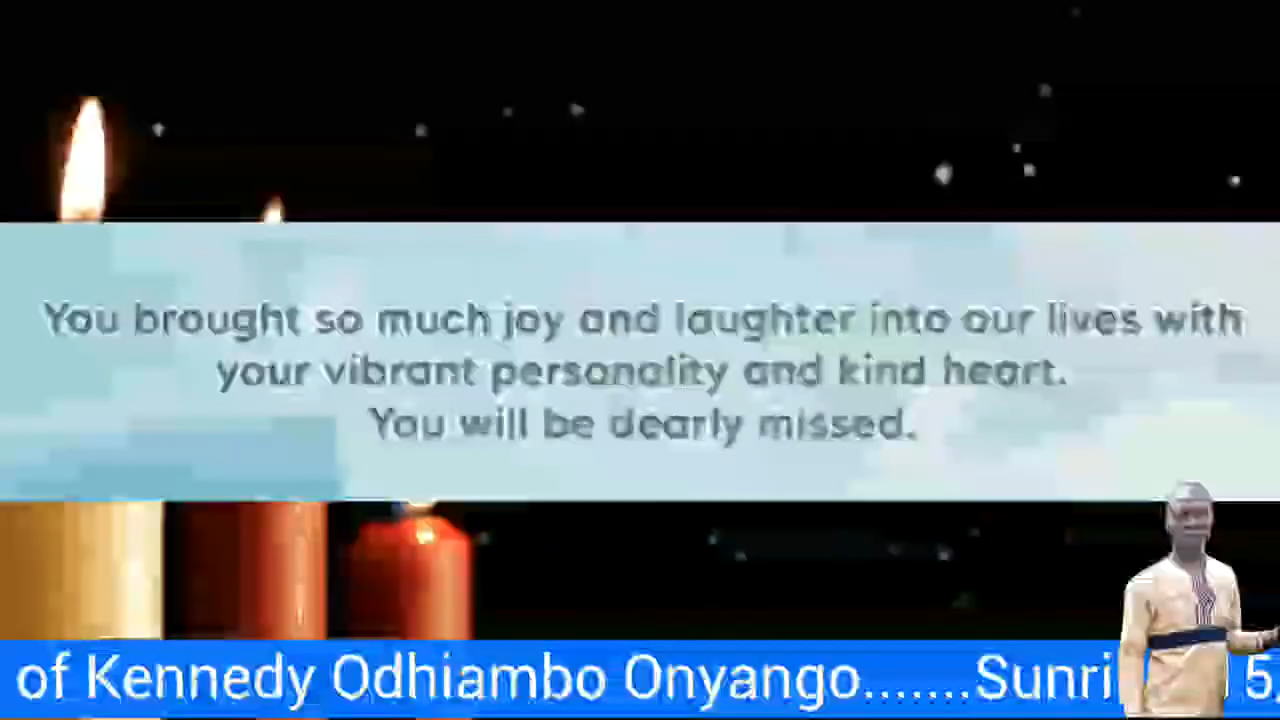 You brought so much joy and laughter into our lives with
your vibrant personality and kind heart.
You will be dearly missed.
of Kennedy Odhiambo Onyango.......Sunri 5